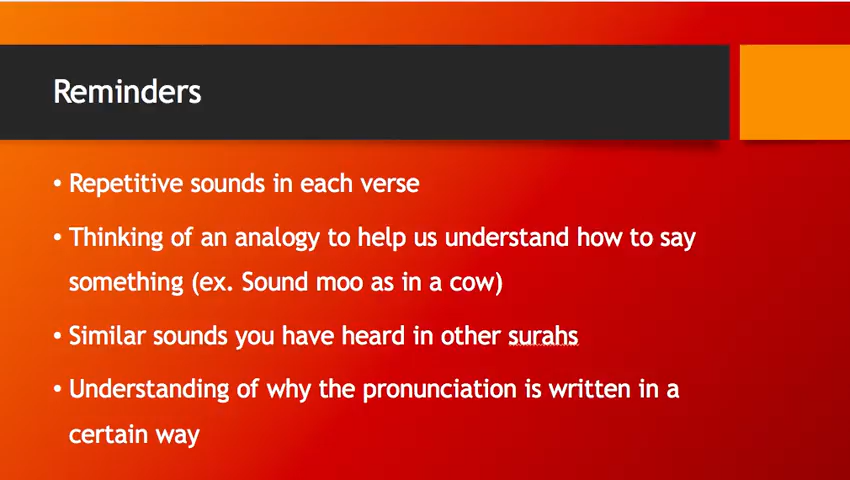 Reminders
• Repetitive sounds in each verse
• Thinking of an analogy to help us understand how to say
something (ex. Sound moo as in a cow)
• Similar sounds you have heard in other surahs
• Understanding of why the pronunciation is written in a
certain way